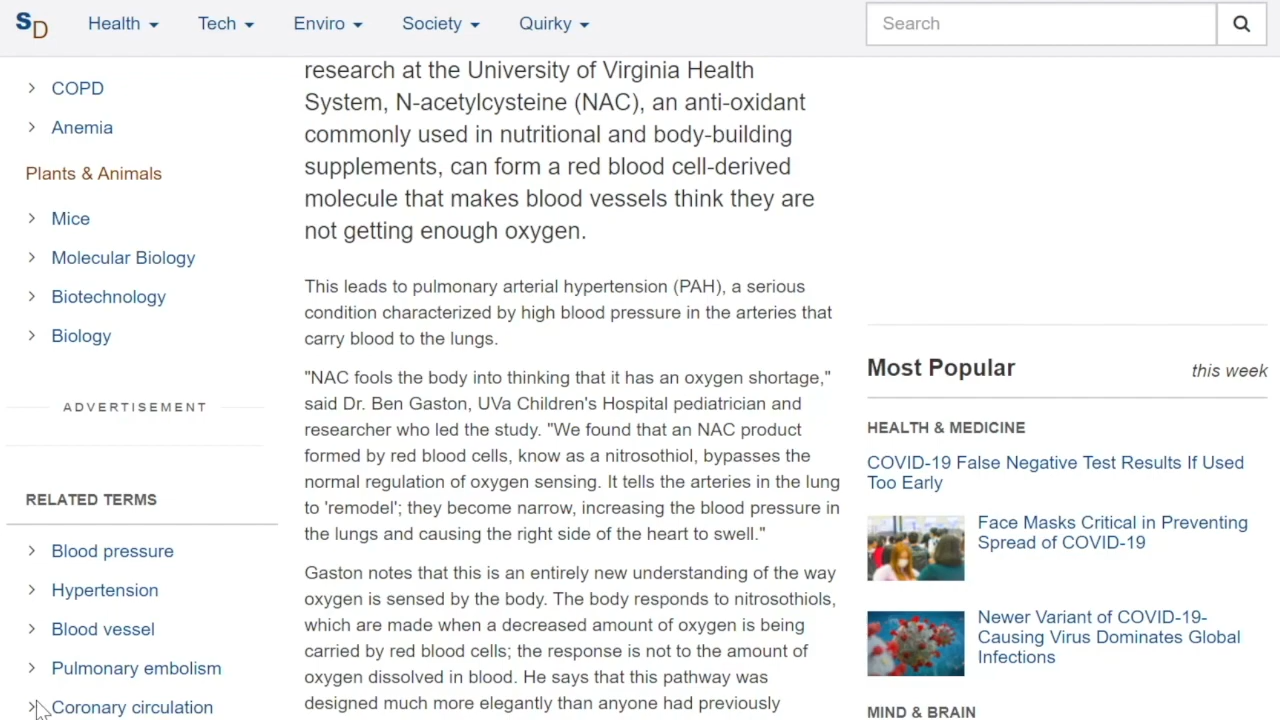 SD
Health
Tech
Enviro
Society
Quirky
Search
COPD
Anemia
Plants & Animals
Mice
Molecular Biology
Biotechnology
Biology
ADVERTISEMENT
RELATED TERMS
Blood pressure
Hypertension
Blood vessel
Pulmonary embolism
Coronary circulation
research at the University of Virginia Health
System, N-acetylcysteine (NAC), an anti-oxidant
commonly used in nutritional and body-building
supplements, can form a red blood cell-derived
molecule that makes blood vessels think they are
not getting enough oxygen.
This leads to pulmonary arterial hypertension (PAH), a serious
condition characterized by high blood pressure in the arteries that
carry blood to the lungs.
"NAC fools the body into thinking that it has an oxygen shortage,"
said Dr. Ben Gaston, UVa Children's Hospital pediatrician and
researcher who led the study. "We found that an NAC product
formed by red blood cells, know as a nitrosothiol, bypasses the
normal regulation of oxygen sensing. It tells the arteries in the lung
to 'remodel'; they become narrow, increasing the blood pressure in
the lungs and causing the right side of the heart to swell."
Gaston notes that this is an entirely new understanding of the way
oxygen is sensed by the body. The body responds to nitrosothiols,
which are made when a decreased amount of oxygen is being
carried by red blood cells; the response is not to the amount of
oxygen dissolved in blood. He says that this pathway was
designed much more elegantly than anyone had previously
Most Popular
this week
HEALTH & MEDICINE
COVID-19 False Negative Test Results If Used
Too Early
Face Masks Critical in Preventing
Spread of COVID-19
Newer Variant of COVID-19-
Causing Virus Dominates Global
Infections
MIND & BRAIN